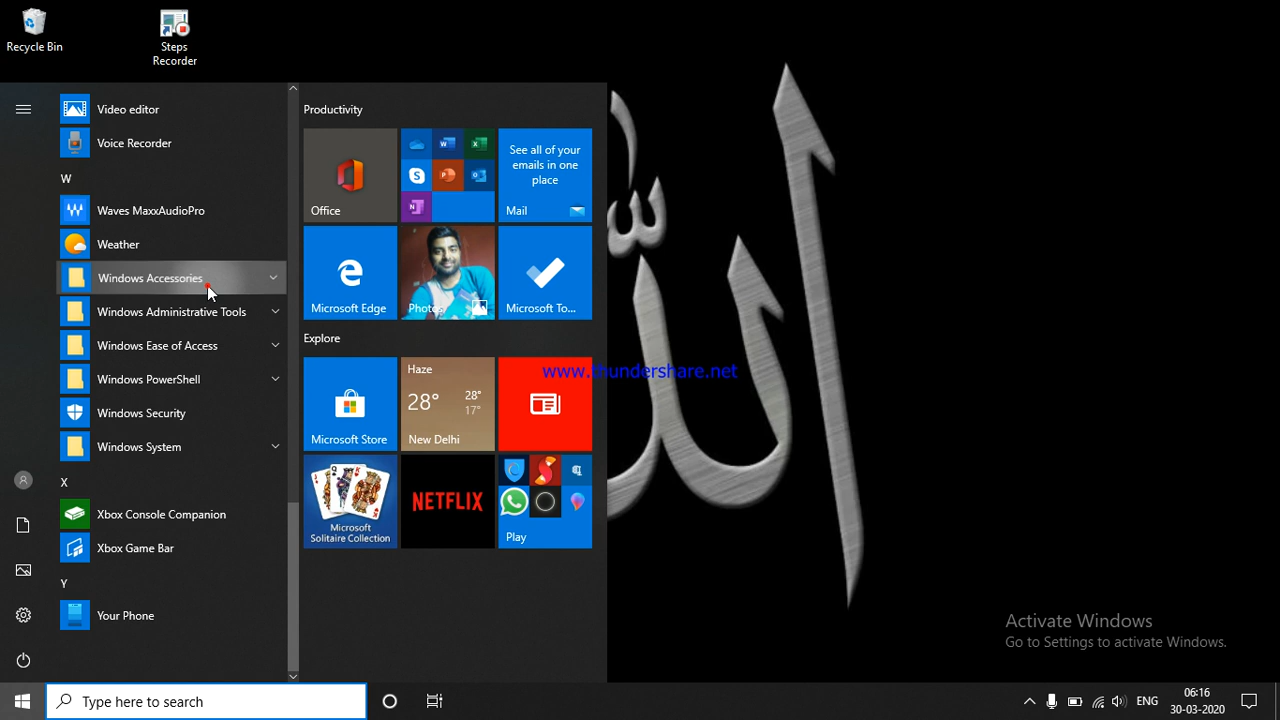 Recycle Bin
Steps
Recorder
Video editor
Voice Recorder
W
Waves MaxxAudioPro
Weather
Windows Accessories
Windows Administrative Tools
Windows Ease of Access
Windows PowerShell
Windows Security
Windows System
X
Xbox Console Companion
Xbox Game Bar
Y
Your Phone
Productivity
Office
See all of your
emails in one
place
Mail
Microsoft Edge
Photos
Microsoft To...
Explore
Microsoft Store
Haze
28° 28°
17°
New Delhi
Microsoft
Solitaire Collection
NETFLIX
Play
www.thundershare.net
الله
Activate Windows
Go to Settings to activate Windows.
Type here to search
ENG
06:16
30-03-2020